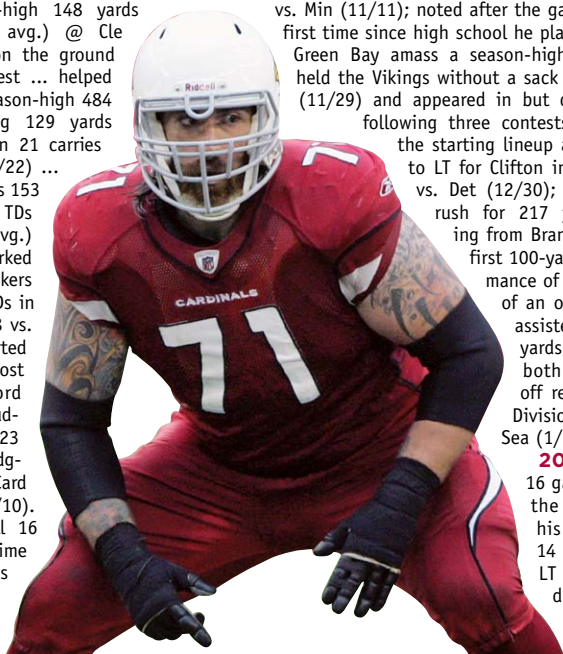 -high 148 yards
avg.) @ Cle
on the ground
est ... helped
ason-high 484
g 129 yards
n 21 carries
/22) ...
s 153
TDs
vg.)
rked
kers
Ds in
3 vs.
rted
ost
ord
ud-
23
dg-
Card
/10).
l 16
ime
s
Riddell
71
71
NFL
CARDINALS
71
vs. Min (11/11); noted after the ga
first time since high school he pla
Green Bay amass a season-high
held the Vikings without a sack
(11/29) and appeared in but d
following three contests
the starting lineup a
to LT for Clifton in
vs. Det (12/30);
rush for 217 y
ing from Bran
first 100-ya
mance of
of an o
assiste
yards
both
off re
Divisio
Sea (1/
20
16 ga
the
his
14
LT
d